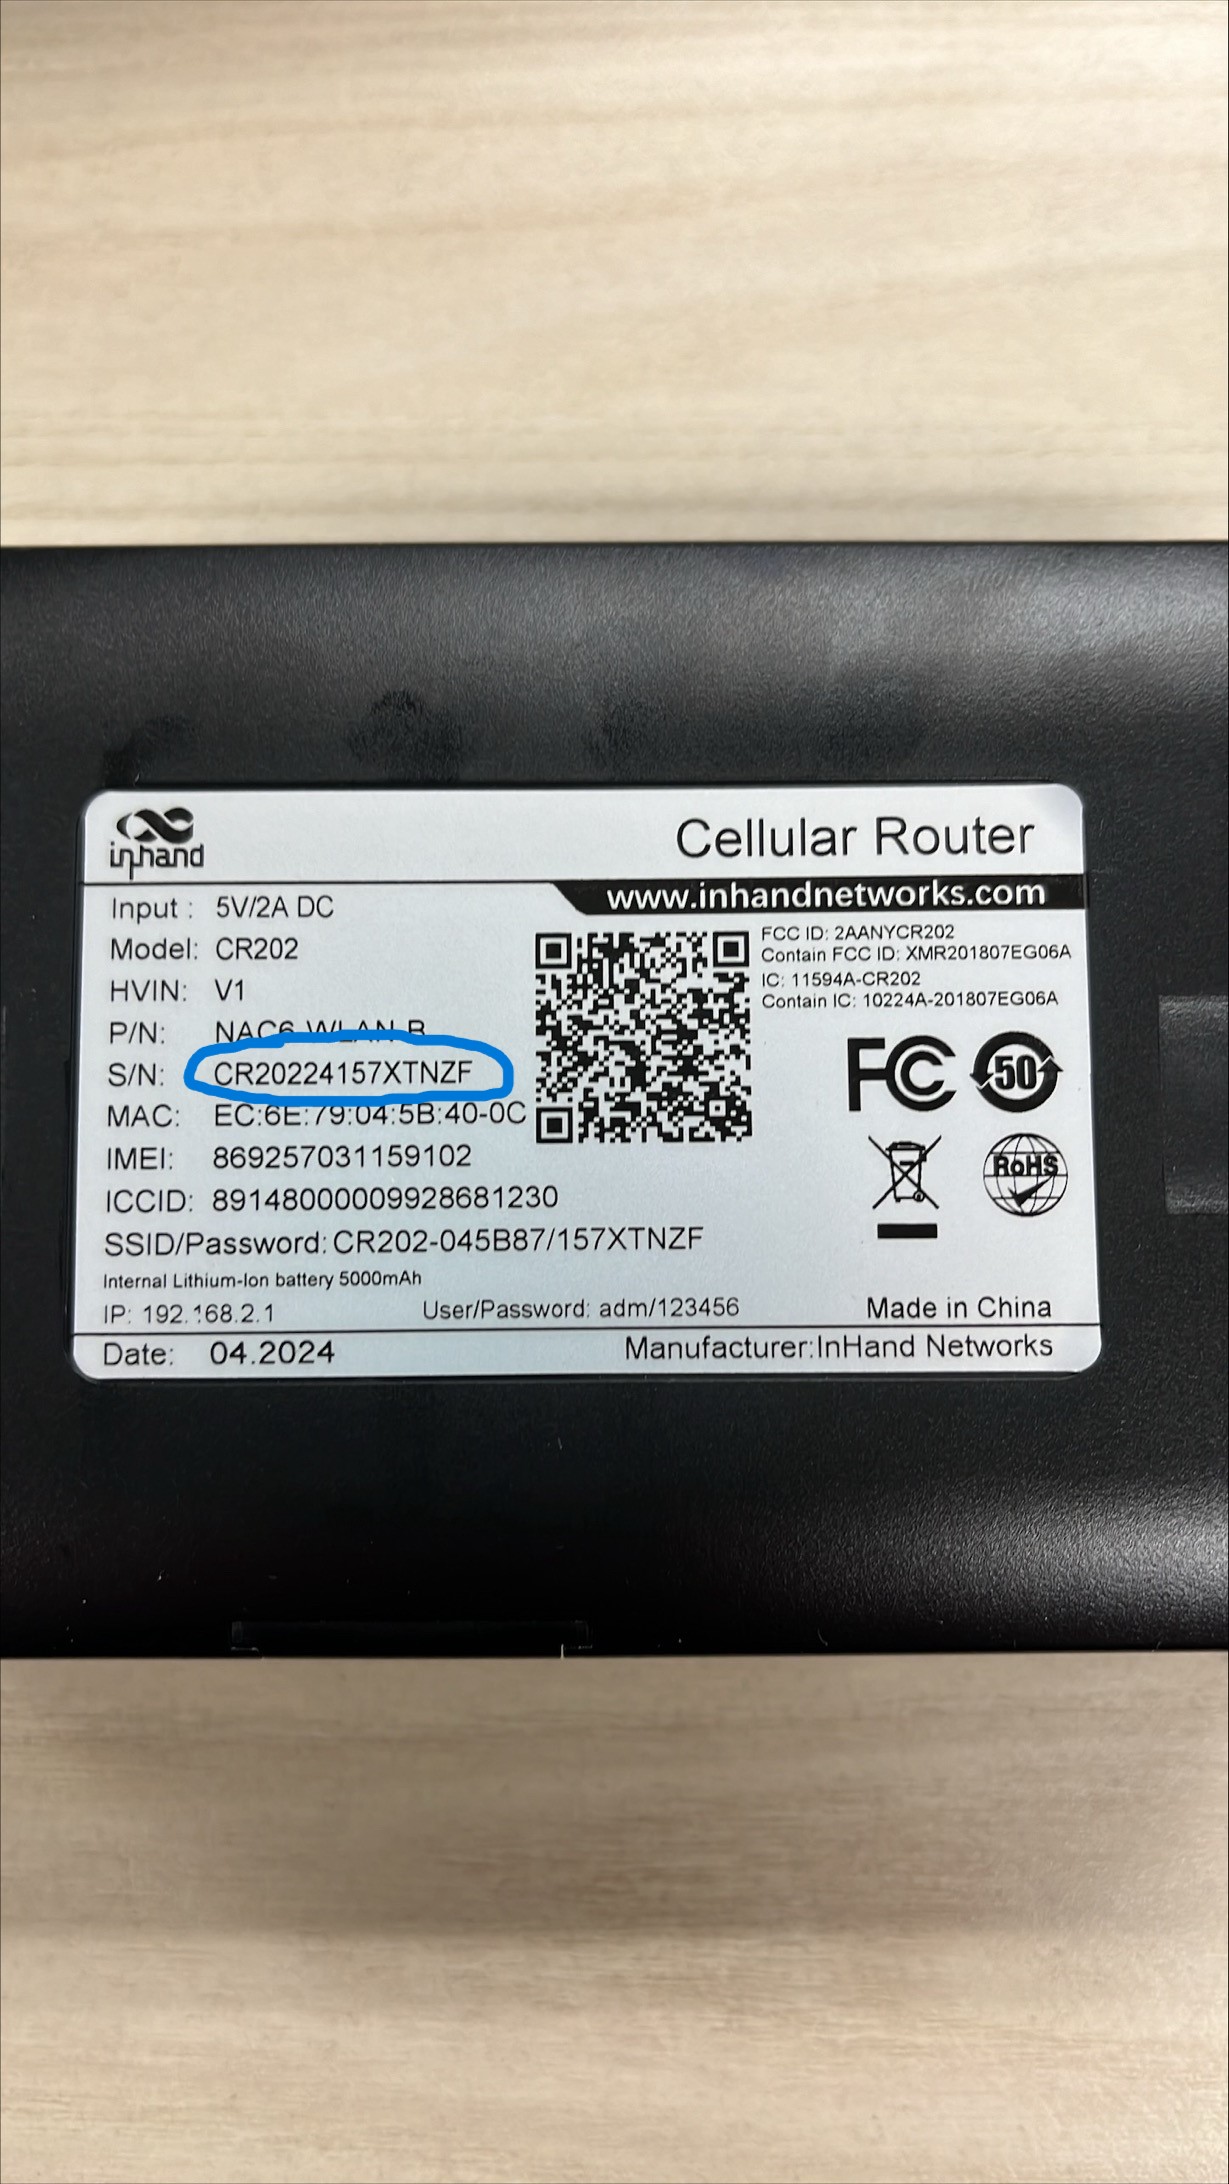 inhand
Cellular Router
www.inhandnetworks.com
Input : 5V/2A DC
Model: CR202
HVIN: V1
P/N: NAC6-WLAN-B
S/N: CR20224157XTNZF
MAC: EC:6E:79:04:5B:40-0C
IMEI: 869257031159102
ICCID: 89148000009928681230
SSID/Password: CR202-045B87/157XTNZF
Internal Lithium-Ion battery 5000mAh
IP: 192.168.2.1
User/Password: adm/123456
FCC ID: 2AANYCR202
Contain FCC ID: XMR201807EG06A
IC: 11594A-CR202
Contain IC: 10224A-201807EG06A
FC
50
RoHS
Made in China
Date: 04.2024
Manufacturer:InHand Networks